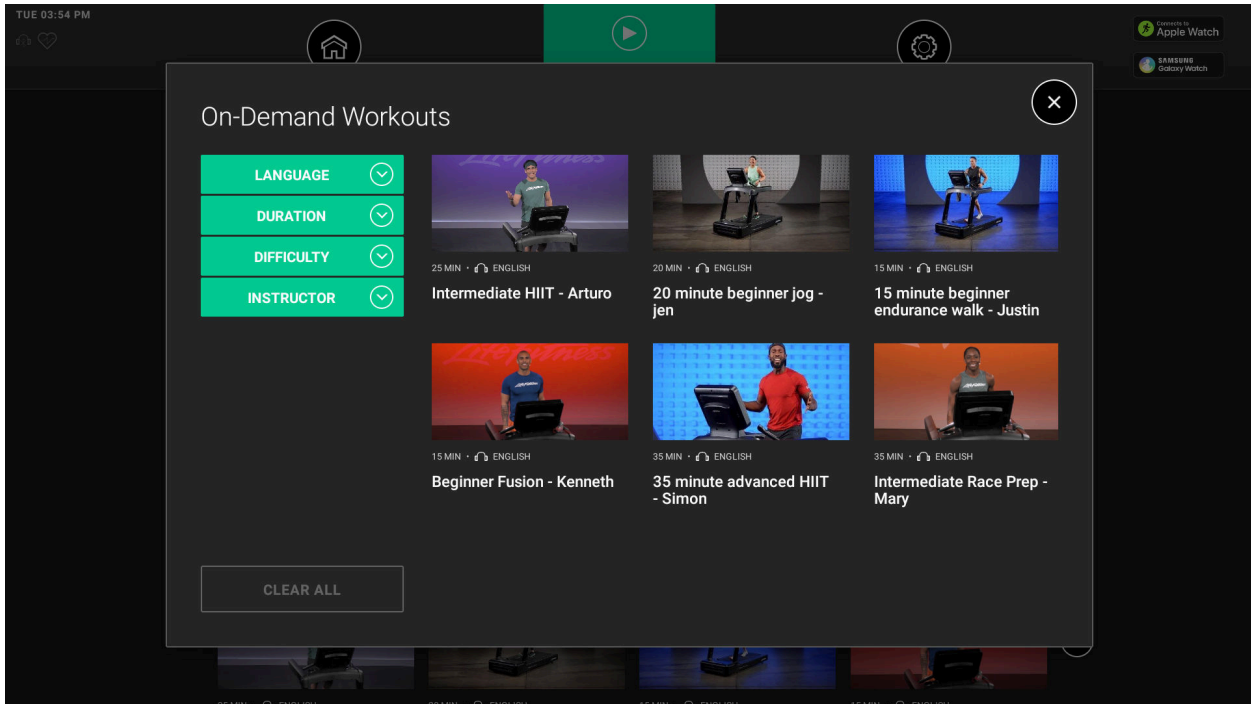 TUE 03:54 PM
Connects to
Apple Watch
SAMSUNG
Galaxy Watch
On-Demand Workouts
LANGUAGE
DURATION
DIFFICULTY
INSTRUCTOR
CLEAR ALL
25 MIN · ENGLISH
Intermediate HIIT - Arturo
20 MIN · ENGLISH
20 minute beginner jog -
jen
15 MIN · ENGLISH
15 minute beginner
endurance walk - Justin
Life Fitness
15 MIN · ENGLISH
Beginner Fusion - Kenneth
35 MIN · ENGLISH
35 minute advanced HIIT
- Simon
35 MIN · ENGLISH
Intermediate Race Prep -
Mary